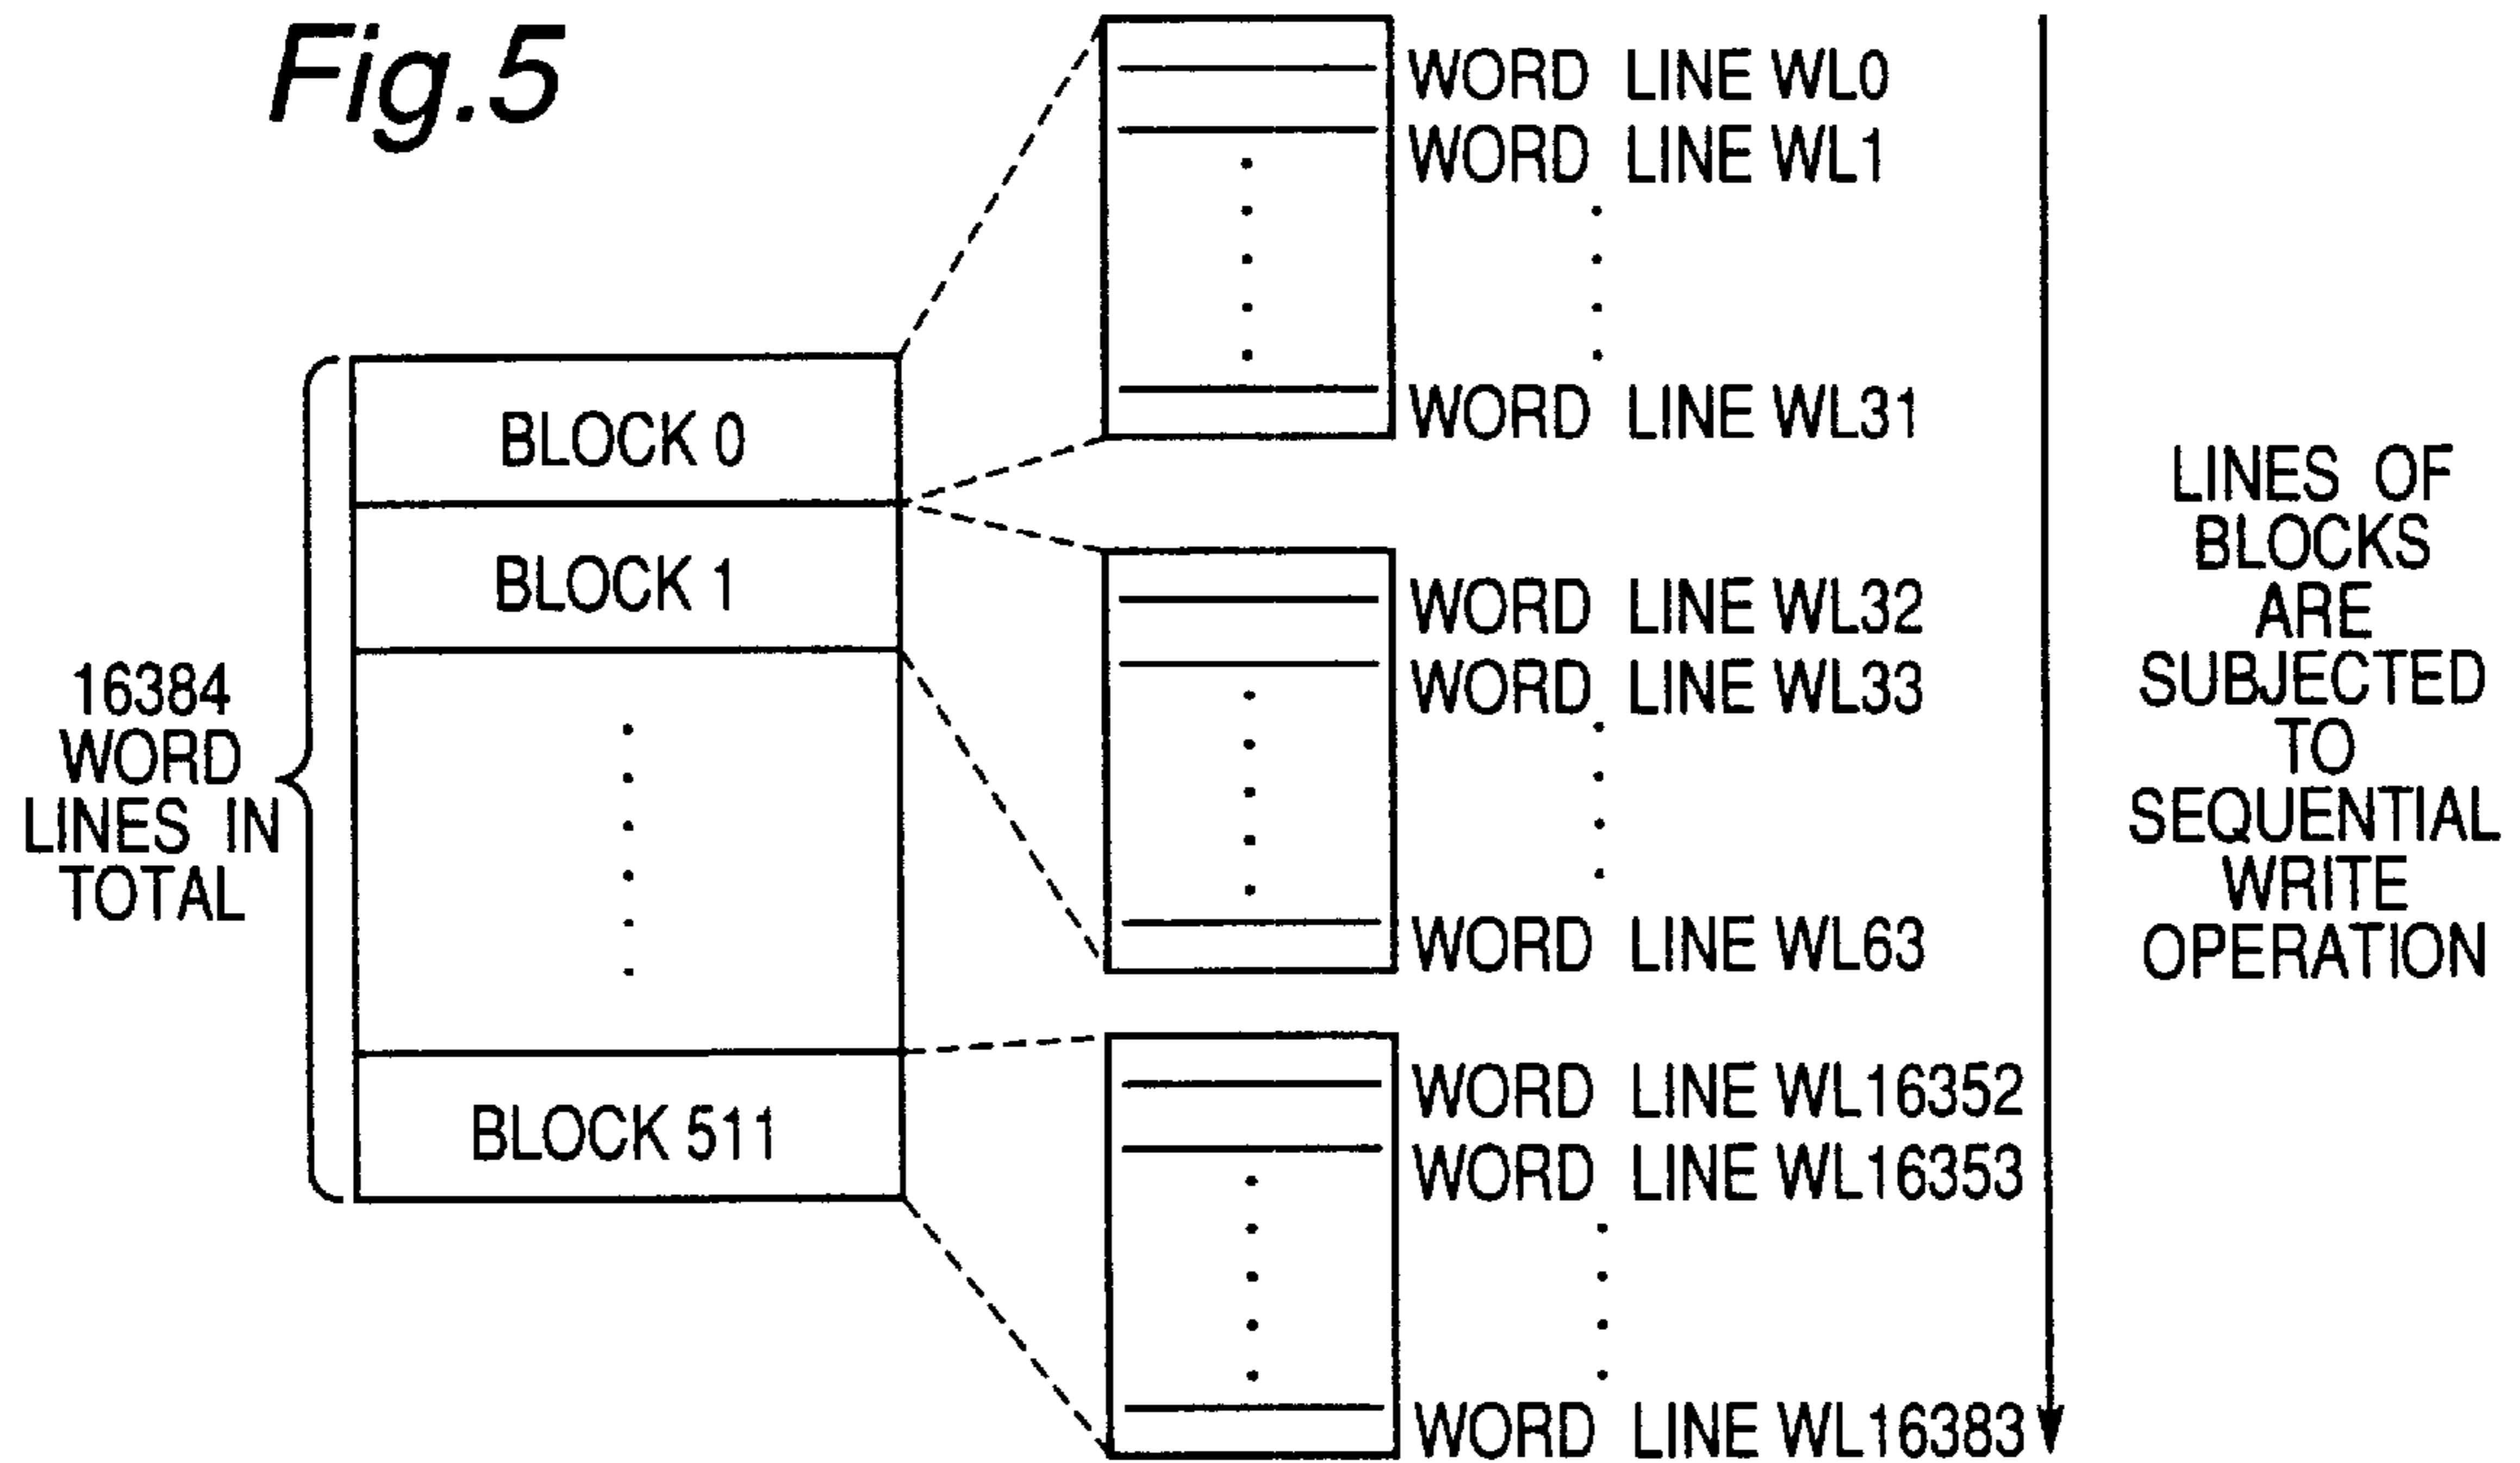 Fig.5
16384
WORD
LINES IN
TOTAL
BLOCK 0
BLOCK 1
BLOCK 511
WORD LINE WL0
WORD LINE WL1
WORD LINE WL31
WORD LINE WL32
WORD LINE WL33
WORD LINE WL63
WORD LINE WL16352
WORD LINE WL16353
WORD LINE WL16383
LINES OF
BLOCKS
ARE
SUBJECTED
TO
SEQUENTIAL
WRITE
OPERATION